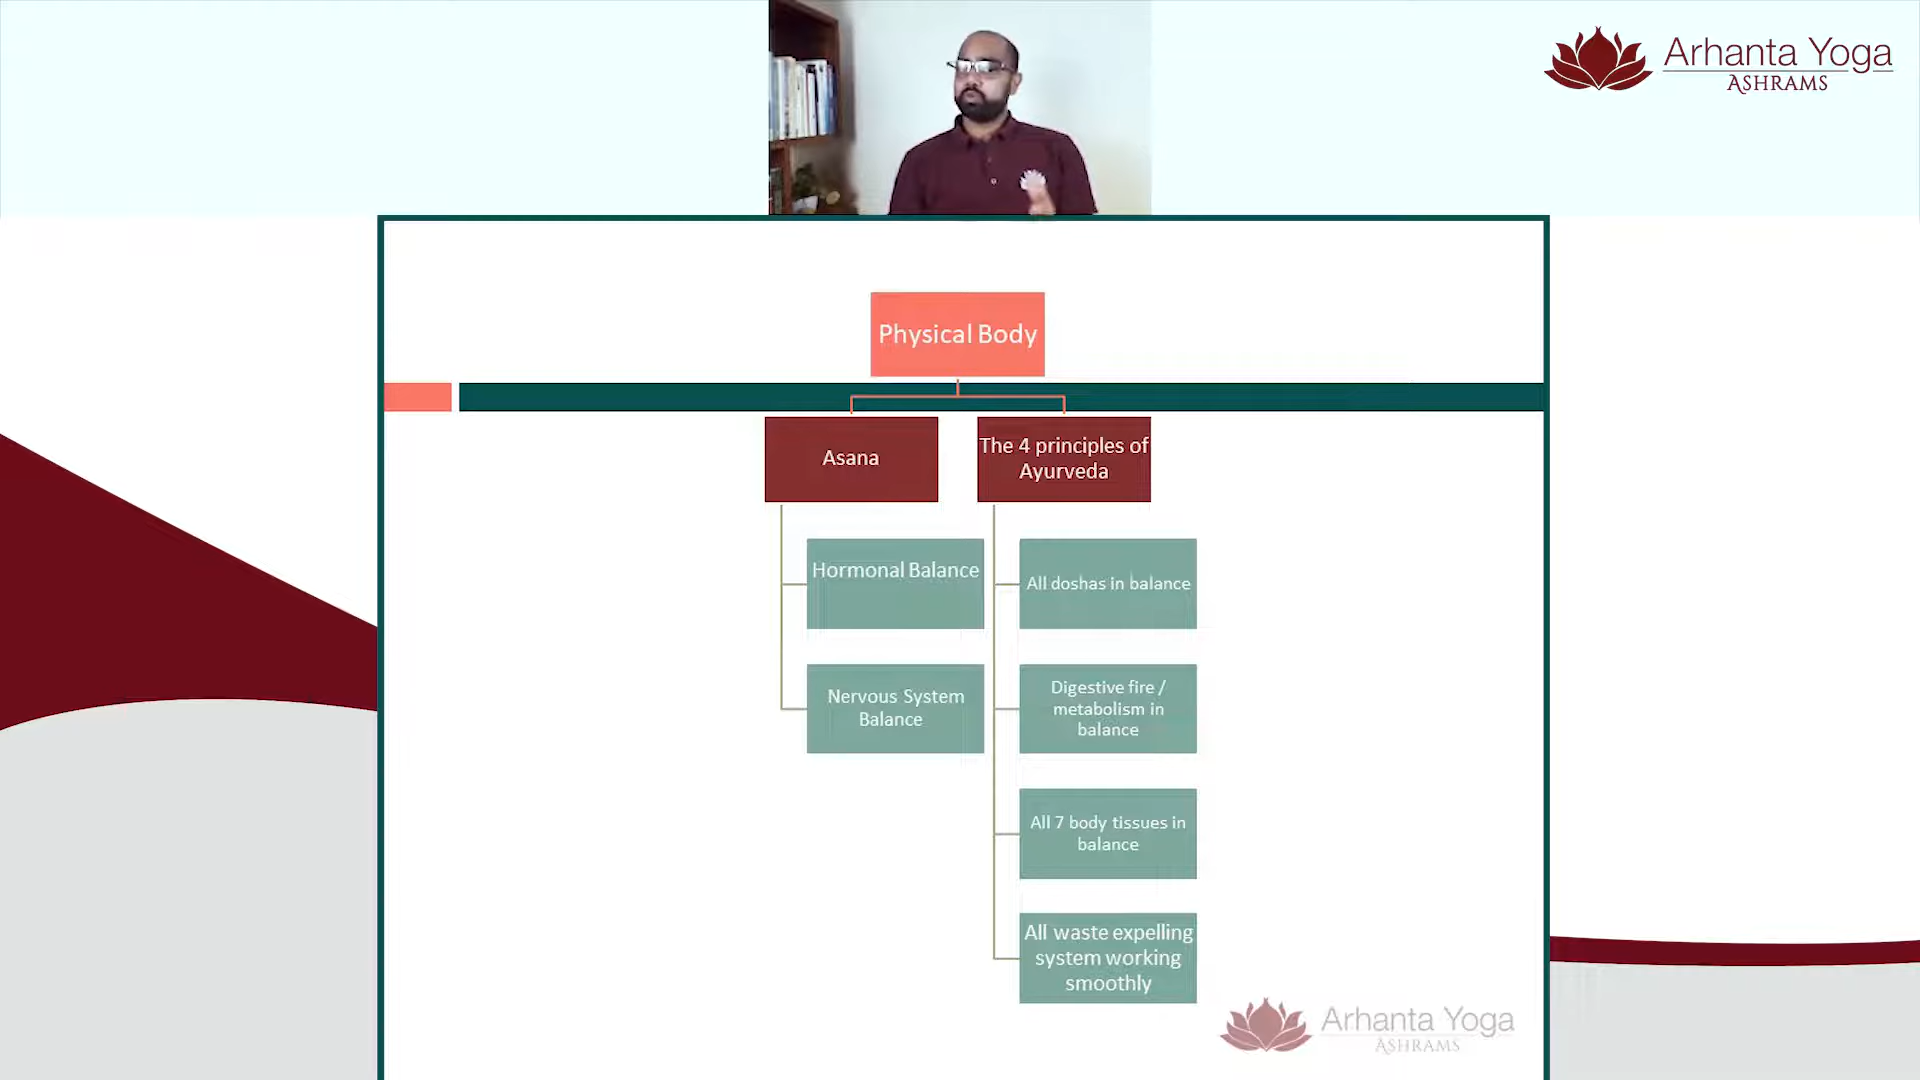 Arhanta Yoga
ASHRAMS
Physical Body
Asana
The 4 principles of
Ayurveda
Hormonal Balance
All doshas in balance
Nervous System
Balance
Digestive fire /
metabolism in
balance
All 7 body tissues in
balance
All waste expelling
system working
smoothly
Arhanta Yoga
ASHRAMS